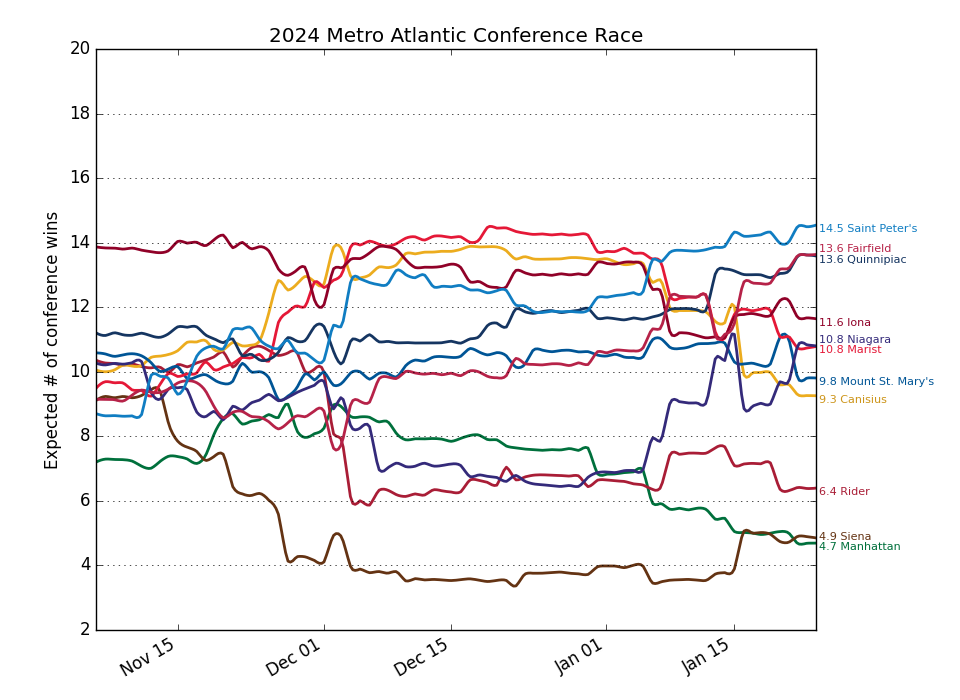 2024 Metro Atlantic Conference Race
Expected # of conference wins
20
18
16
14
12
10
8
6
4
2
Nov 15
Dec 01
Dec 15
Jan 01
Jan 15
14.5 Saint Peter's
13.6 Fairfield
13.6 Quinnipiac
11.6 Iona
10.8 Niagara
10.8 Marist
9.8 Mount St. Mary's
9.3 Canisius
6.4 Rider
4.9 Siena
4.7 Manhattan